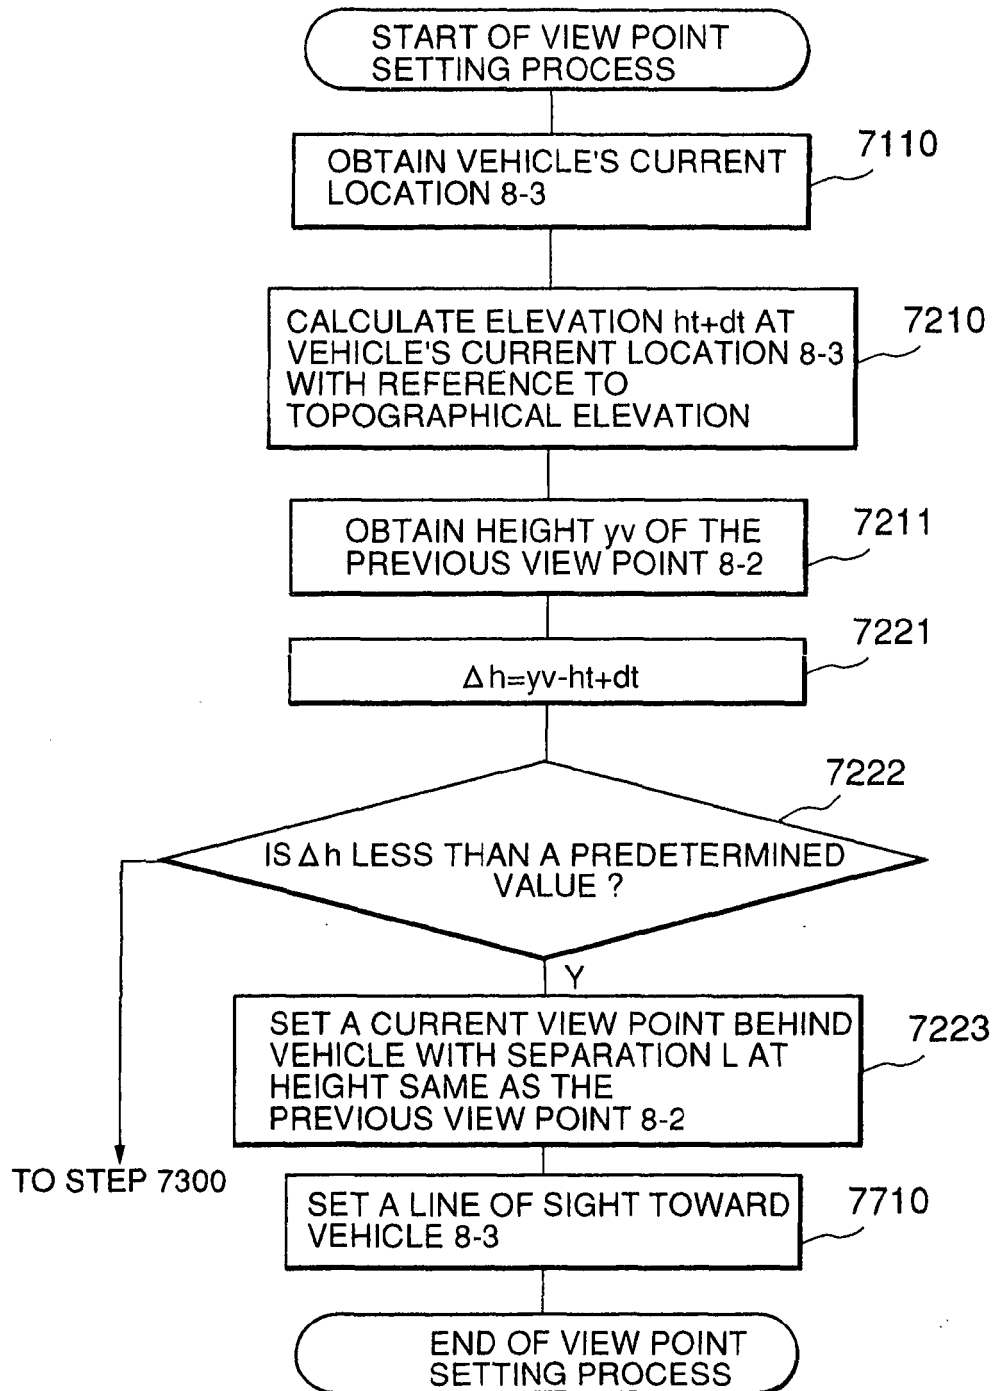 START OF VIEW POINT
SETTING PROCESS
OBTAIN VEHICLE'S CURRENT
LOCATION 8-3
7110
CALCULATE ELEVATION ht+dt AT
VEHICLE'S CURRENT LOCATION 8-3
WITH REFERENCE TO
TOPOGRAPHICAL ELEVATION
7210
OBTAIN HEIGHT yv OF THE
PREVIOUS VIEW POINT 8-2
7211
Δh=yv-ht+dt
7221
IS Δh LESS THAN A PREDETERMINED
VALUE ?
7222
Y
SET A CURRENT VIEW POINT BEHIND
VEHICLE WITH SEPARATION L AT
HEIGHT SAME AS THE
PREVIOUS VIEW POINT 8-2
7223
TO STEP 7300
SET A LINE OF SIGHT TOWARD
VEHICLE 8-3
7710
END OF VIEW POINT
SETTING PROCESS